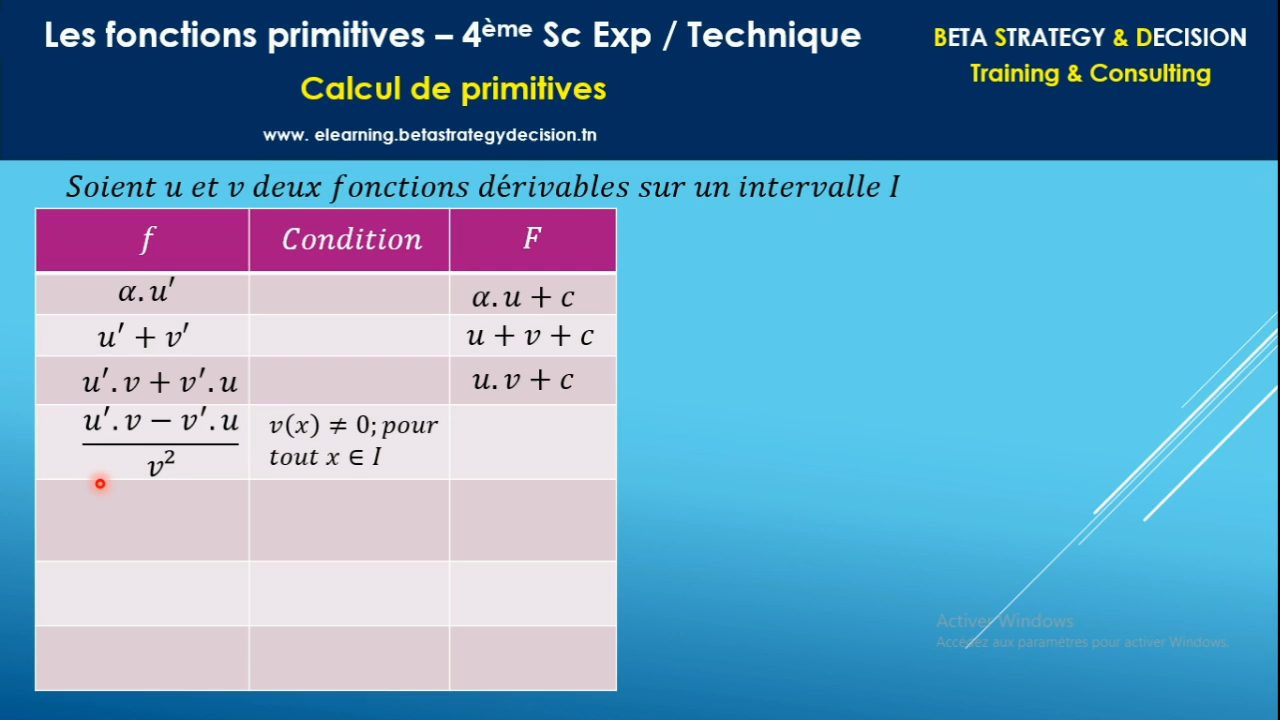 Les fonctions primitives – 4ème Sc Exp / Technique
BETA STRATEGY & DECISION
Calcul de primitives
Training & Consulting
www. elearning.betastrategydecision.tn
Soient u et v deux fonctions dérivables sur un intervalle I
f Condition F
α.u′ α.u + c
u′ + v′ u + v + c
u′.v + v′.u u.v + c
u′.v − v′.u
v²
v(x) ≠ 0; pour
tout x ∈ I
Activer Windows
Accédez aux paramètres pour activer Windows.